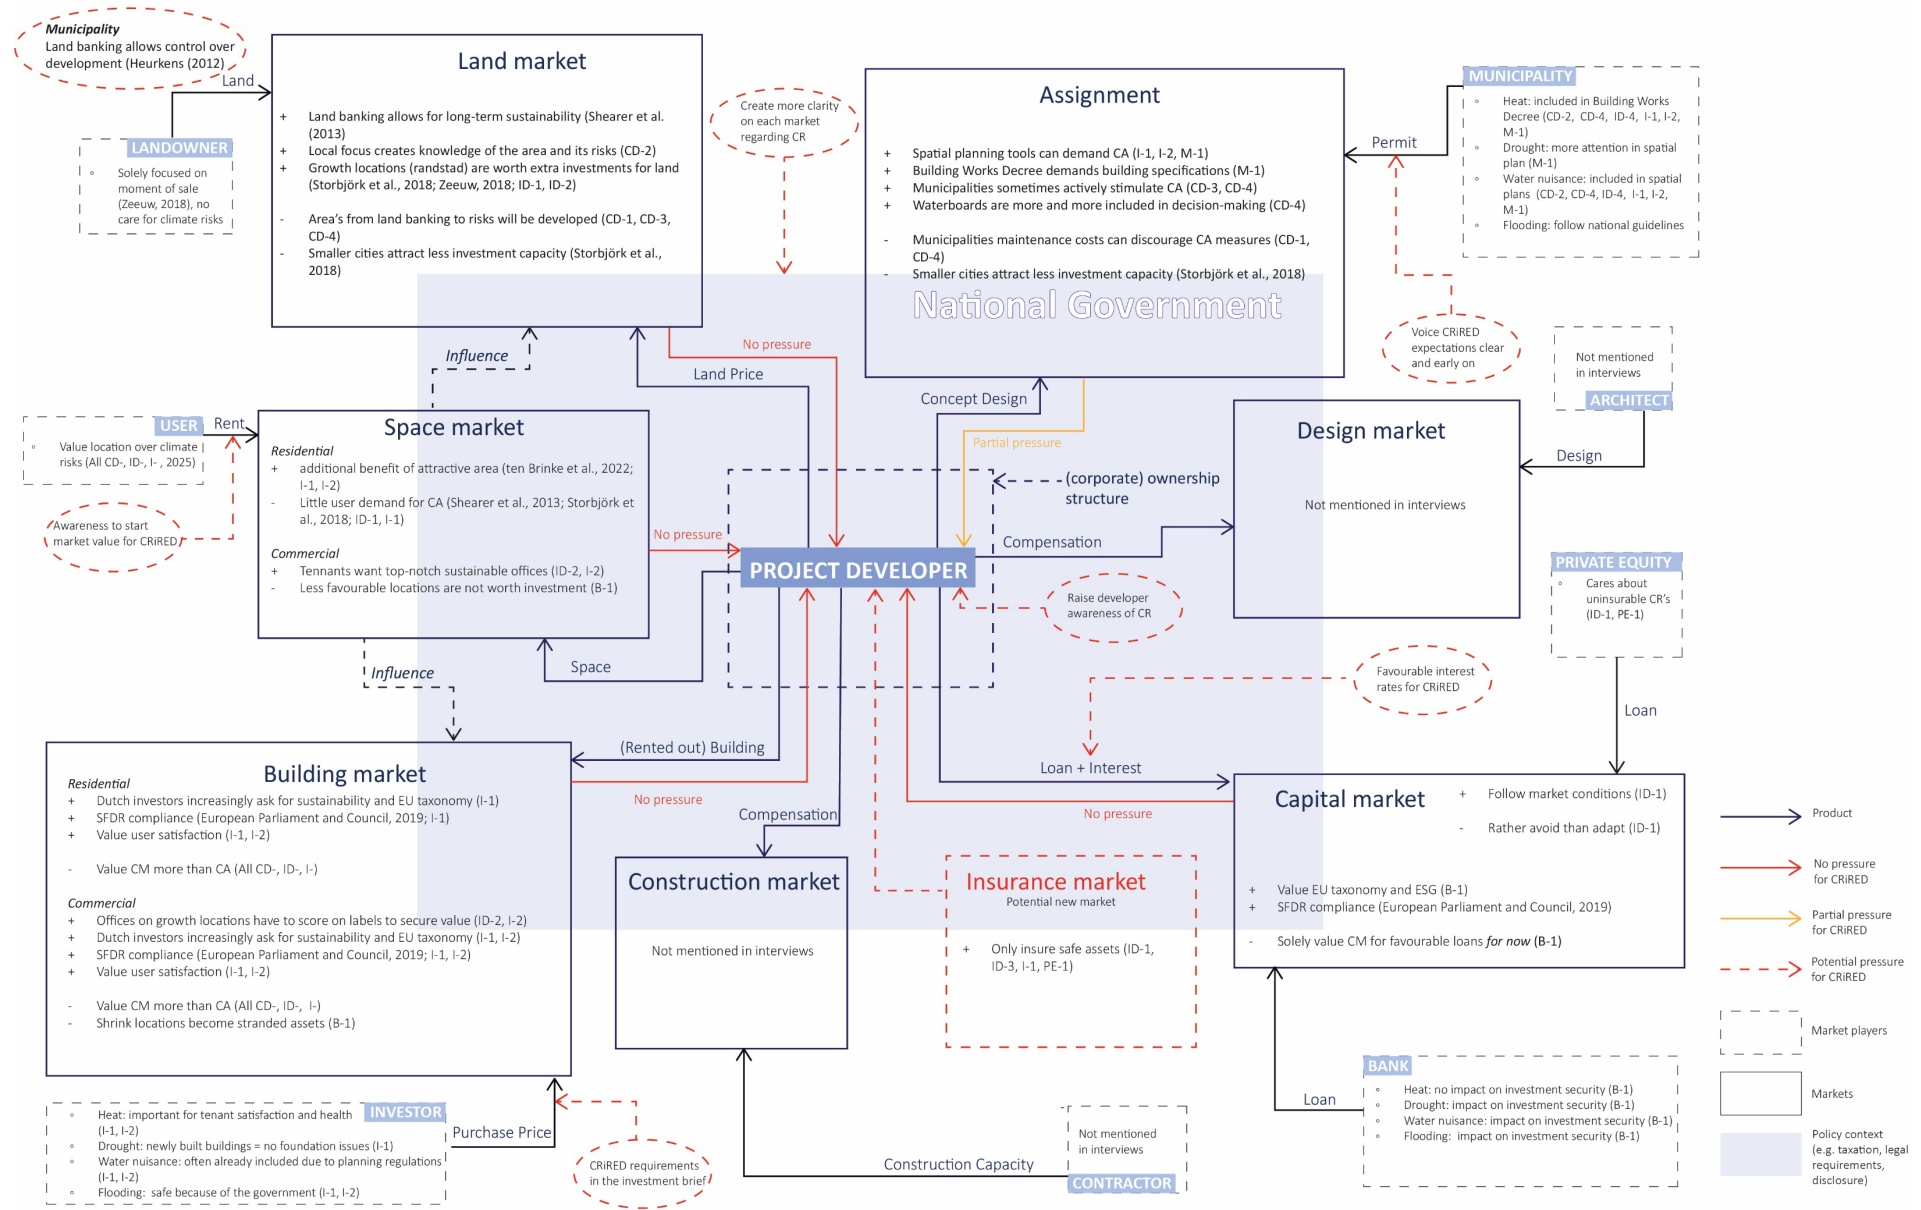 Municipality
Land banking allows control over
development (Heurkens (2012)
Land
LANDOWNER
◦ Solely focused on
moment of sale
(Zeeuw, 2018), no
care for climate risks
Land market
+ Land banking allows for long-term sustainability (Shearer et al.
(2013)
+ Local focus creates knowledge of the area and its risks (CD-2)
+ Growth locations (randstad) are worth extra investments for land
(Storbjörk et al., 2018; Zeeuw, 2018; ID-1, ID-2)
- Area's from land banking to risks will be developed (CD-1, CD-3,
CD-4)
- Smaller cities attract less investment capacity (Storbjörk et al.,
2018)
Create more clarity
on each market
regarding CR
Assignment
+ Spatial planning tools can demand CA (I-1, I-2, M-1)
+ Building Works Decree demands building specifications (M-1)
+ Municipalities sometimes actively stimulate CA (CD-3, CD-4)
+ Waterboards are more and more included in decision-making (CD-4)
- Municipalities maintenance costs can discourage CA measures (CD-1,
CD-4)
- Smaller cities attract less investment capacity (Storbjörk et al., 2018)
National Government
Permit
MUNICIPALITY
◦ Heat: included in Building Works
Decree (CD-2, CD-4, ID-4, I-1, I-2,
M-1)
◦ Drought: more attention in spatial
plan (M-1)
◦ Water nuisance: included in spatial
plans (CD-2, CD-4, ID-4, I-1, I-2,
M-1)
◦ Flooding: follow national guidelines
Voice CRiRED
expectations clear
and early on
Not mentioned
in interviews
ARCHITECT
Design
Influence
No pressure
Land Price
Concept Design
Partial pressure
USER
Rent
◦ Value location over climate
risks (All CD-, ID-, I- , 2025)
Awareness to start
market value for CRiRED
Space market
Residential
+ additional benefit of attractive area (ten Brinke et al., 2022;
I-1, I-2)
- Little user demand for CA (Shearer et al., 2013; Storbjörk et
al., 2018; ID-1, I-1)
Commercial
+ Tennants want top-notch sustainable offices (ID-2, I-2)
- Less favourable locations are not worth investment (B-1)
No pressure
(corporate) ownership
structure
Compensation
PROJECT DEVELOPER
Design market
Not mentioned in interviews
PRIVATE EQUITY
◦ Cares about
uninsurable CR's
(ID-1, PE-1)
Raise developer
awareness of CR
Influence
Space
Favourable interest
rates for CRiRED
Loan
(Rented out) Building
No pressure
Compensation
Loan + Interest
No pressure
Building market
Residential
+ Dutch investors increasingly ask for sustainability and EU taxonomy (I-1)
+ SFDR compliance (European Parliament and Council, 2019; I-1)
+ Value user satisfaction (I-1, I-2)
- Value CM more than CA (All CD-, ID-, I-)
Commercial
+ Offices on growth locations have to score on labels to secure value (ID-2, I-2)
+ Dutch investors increasingly ask for sustainability and EU taxonomy (I-1, I-2)
+ SFDR compliance (European Parliament and Council, 2019; I-1, I-2)
+ Value user satisfaction (I-1, I-2)
- Value CM more than CA (All CD-, ID-, I-)
- Shrink locations become stranded assets (B-1)
Construction market
Not mentioned in interviews
Insurance market
Potential new market
+ Only insure safe assets (ID-1,
ID-3, I-1, PE-1)
Capital market
+ Follow market conditions (ID-1)
- Rather avoid than adapt (ID-1)
+ Value EU taxonomy and ESG (B-1)
+ SFDR compliance (European Parliament and Council, 2019)
- Solely value CM for favourable loans for now (B-1)
Product
No pressure
for CRiRED
Partial pressure
for CRiRED
Potential pressure
for CRiRED
Market players
Markets
Policy context
(e.g. taxation, legal
requirements,
disclosure)
INVESTOR
◦ Heat: important for tenant satisfaction and health
(I-1, I-2)
◦ Drought: newly built buildings = no foundation issues (I-1)
◦ Water nuisance: often already included due to planning regulations
(I-1, I-2)
◦ Flooding: safe because of the government (I-1, I-2)
Purchase Price
CRiRED requirements
in the investment brief
Construction Capacity
Not mentioned
in interviews
CONTRACTOR
Loan
BANK
◦ Heat: no impact on investment security (B-1)
◦ Drought: impact on investment security (B-1)
◦ Water nuisance: impact on investment security (B-1)
◦ Flooding: impact on investment security (B-1)